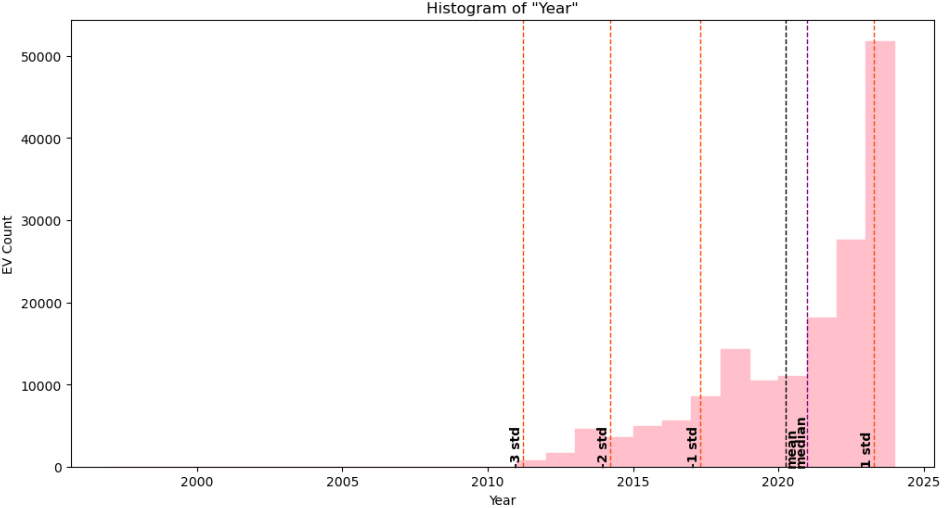 Histogram of "Year"
EV Count
50000
40000
30000
20000
10000
0
-3 std
-2 std
-1 std
mean
median
1 std
2000
2005
2010
2015
2020
2025
Year